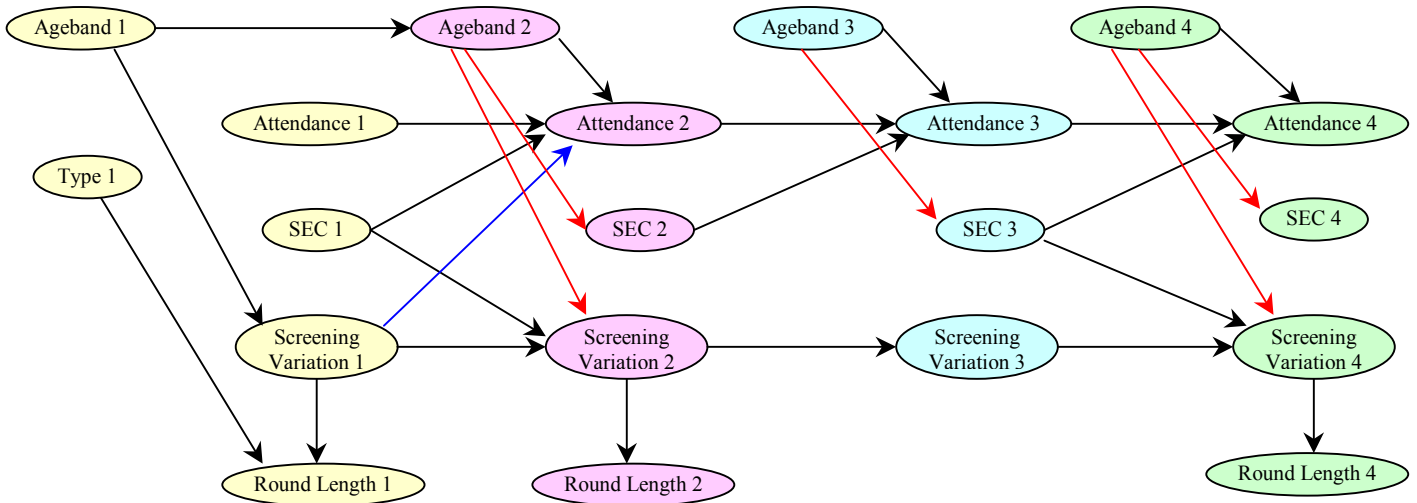 Ageband 1
Ageband 2
Ageband 3
Ageband 4
Attendance 1
Attendance 2
Attendance 3
Attendance 4
Type 1
SEC 1
SEC 2
SEC 3
SEC 4
Screening
Variation 1
Screening
Variation 2
Screening
Variation 3
Screening
Variation 4
Round Length 1
Round Length 2
Round Length 4